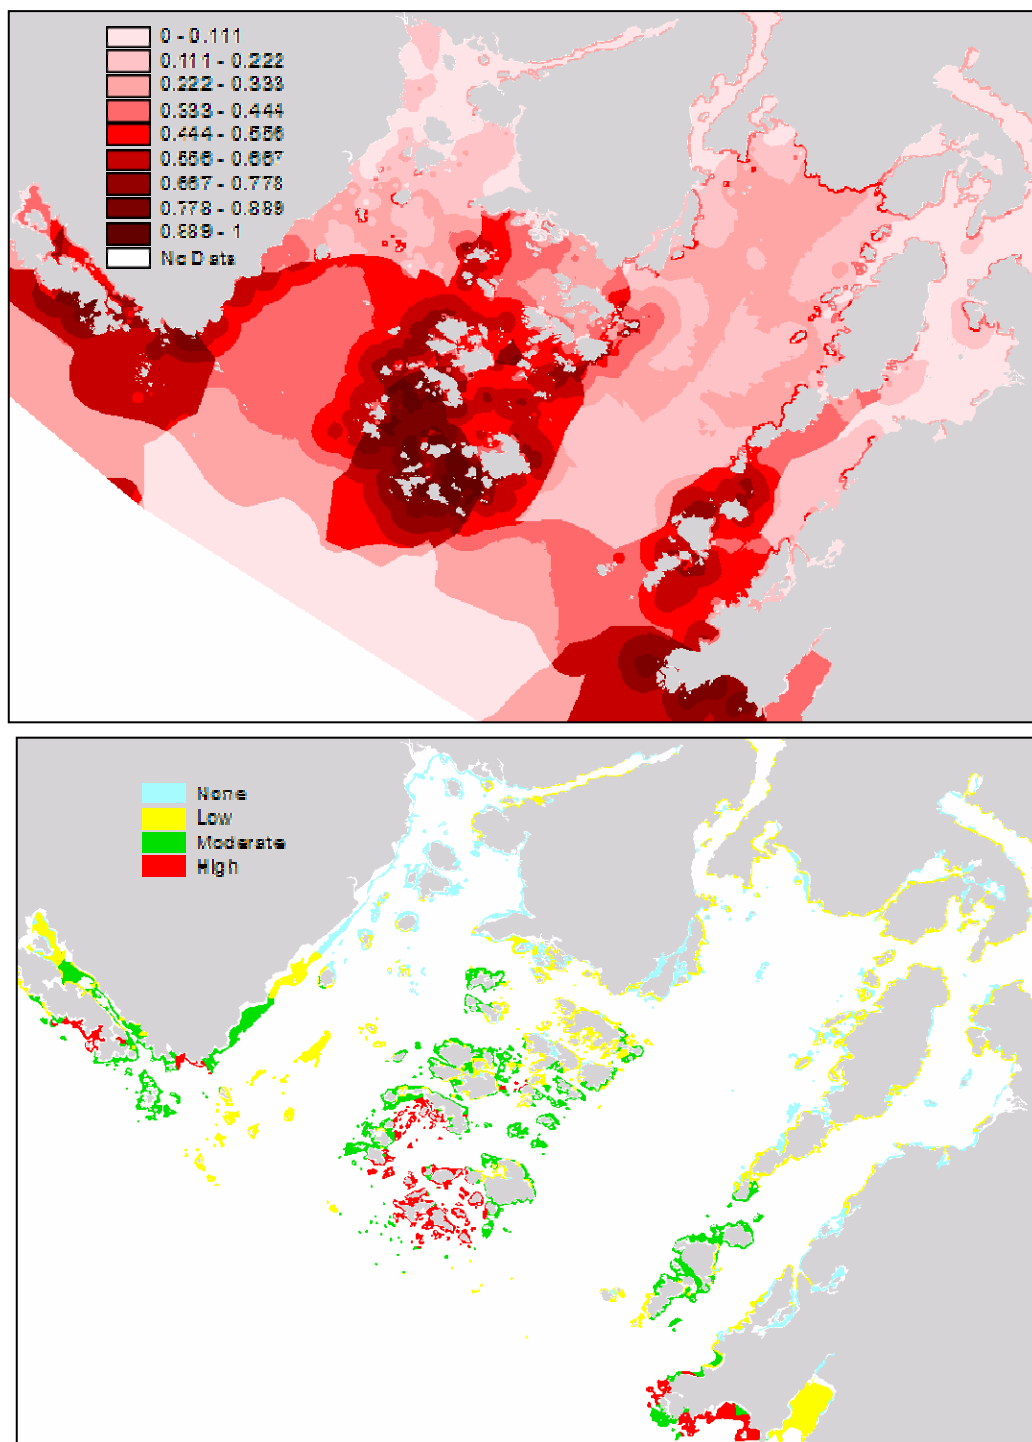 0 - 0.111
0.111 - 0.222
0.222 - 0.333
0.333 - 0.444
0.444 - 0.556
0.556 - 0.667
0.667 - 0.778
0.778 - 0.889
0.889 - 1
No Data
None
Low
Moderate
High